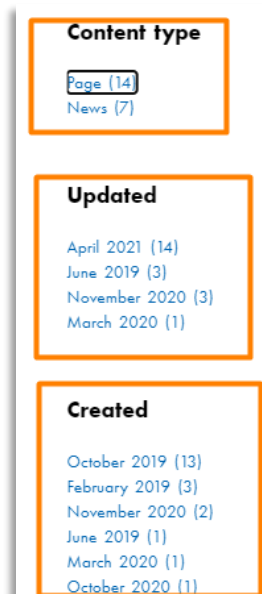 Content type
Page (14)
News (7)
Updated
April 2021 (14)
June 2019 (3)
November 2020 (3)
March 2020 (1)
Created
October 2019 (13)
February 2019 (3)
November 2020 (2)
June 2019 (1)
March 2020 (1)
October 2020 (1)